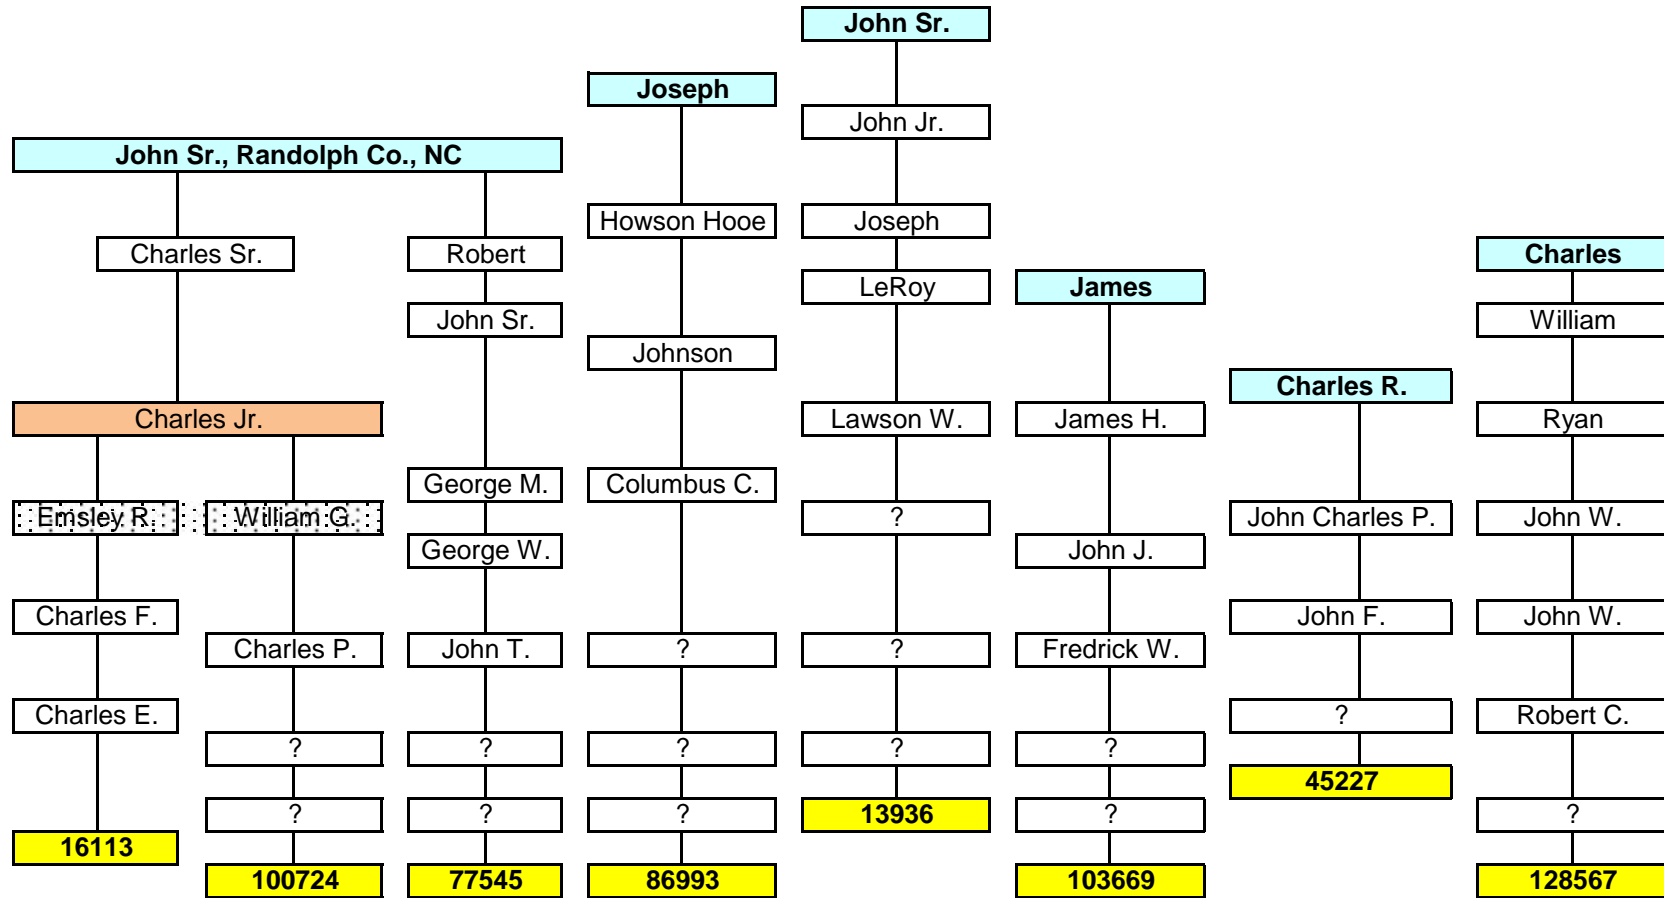 John Sr.
Joseph
John Jr.
John Sr., Randolph Co., NC
Howson Hooe
Joseph
Charles Sr.
Robert
Charles
LeRoy
James
John Sr.
William
Johnson
Charles R.
Charles Jr.
Lawson W.
James H.
Ryan
George M.
Columbus C.
Emsley R.
William G.
?
John Charles P.
John W.
George W.
John J.
Charles F.
John F.
John W.
Charles P.
John T.
?
?
Fredrick W.
Charles E.
?
Robert C.
?
?
?
?
?
45227
?
?
?
13936
?
?
16113
100724
77545
86993
103669
128567